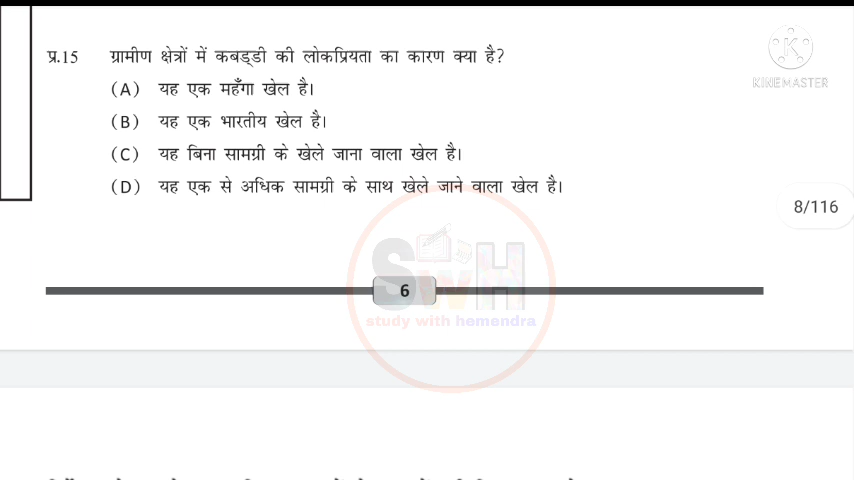 प्र.15 ग्रामीण क्षेत्रों में कबड्डी की लोकप्रियता का कारण क्या है?
(A) यह एक महँगा खेल है।
(B) यह एक भारतीय खेल है।
(C) यह बिना सामग्री के खेले जाना वाला खेल है।
(D) यह एक से अधिक सामग्री के साथ खेले जाने वाला खेल है।
K
KINEMASTER
8/116
SWH
6
study with hemendra